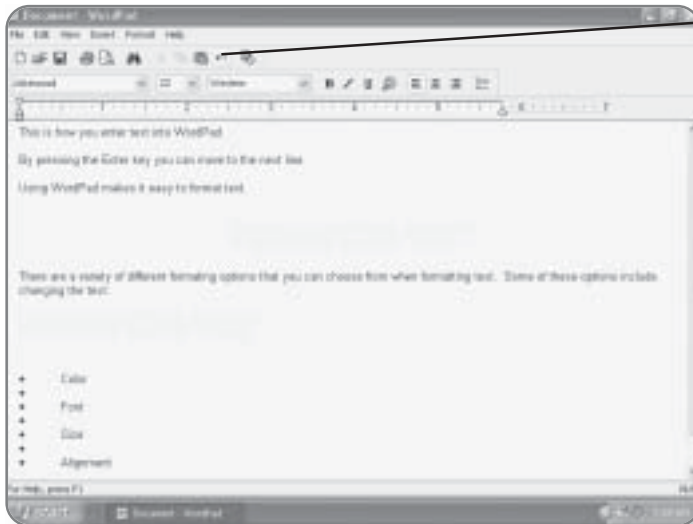 Document - WordPad
File Edit View Insert Format Help
This is how you enter text into WordPad
By pressing the Enter key you can move to the next line
Using WordPad makes it easy to format text.
There are a variety of different formatting options that you can choose from when formatting text. Some of these options include
changing the text:
Color
Font
Size
Alignment
For Help, press F1
start Document - WordPad